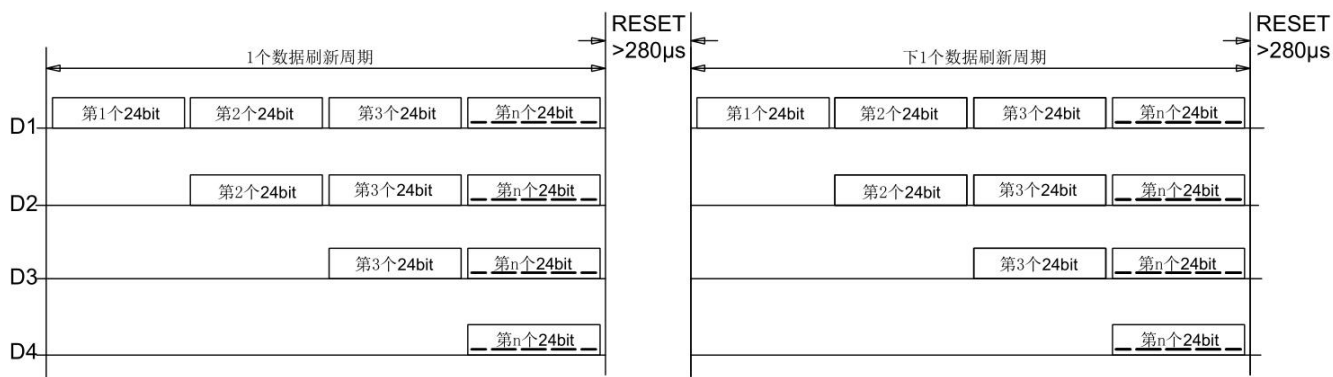 RESET
>280μs
RESET
>280μs
1个数据刷新周期
下1个数据刷新周期
D1
第1个24bit
第2个24bit
第3个24bit
第n个24bit
第1个24bit
第2个24bit
第3个24bit
第n个24bit
D2
第2个24bit
第3个24bit
第n个24bit
第2个24bit
第3个24bit
第n个24bit
D3
第3个24bit
第n个24bit
第3个24bit
第n个24bit
D4
第n个24bit
第n个24bit